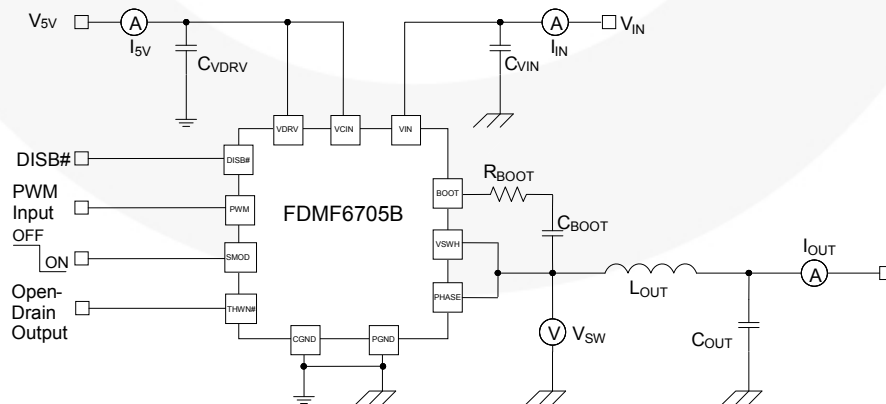 V5V
A
I5V
CVDRV
CVIN
A
IIN
VIN
VDRV
VCIN
VIN
DISB#
DISB#
PWM
Input
PWM
OFF
ON
SMOD
Open-
Drain
Output
THWN#
FDMF6705B
BOOT
RBOOT
CBOOT
VSWH
PHASE
LOUT
IOUT
A
V
VSW
COUT
CGND
PGND